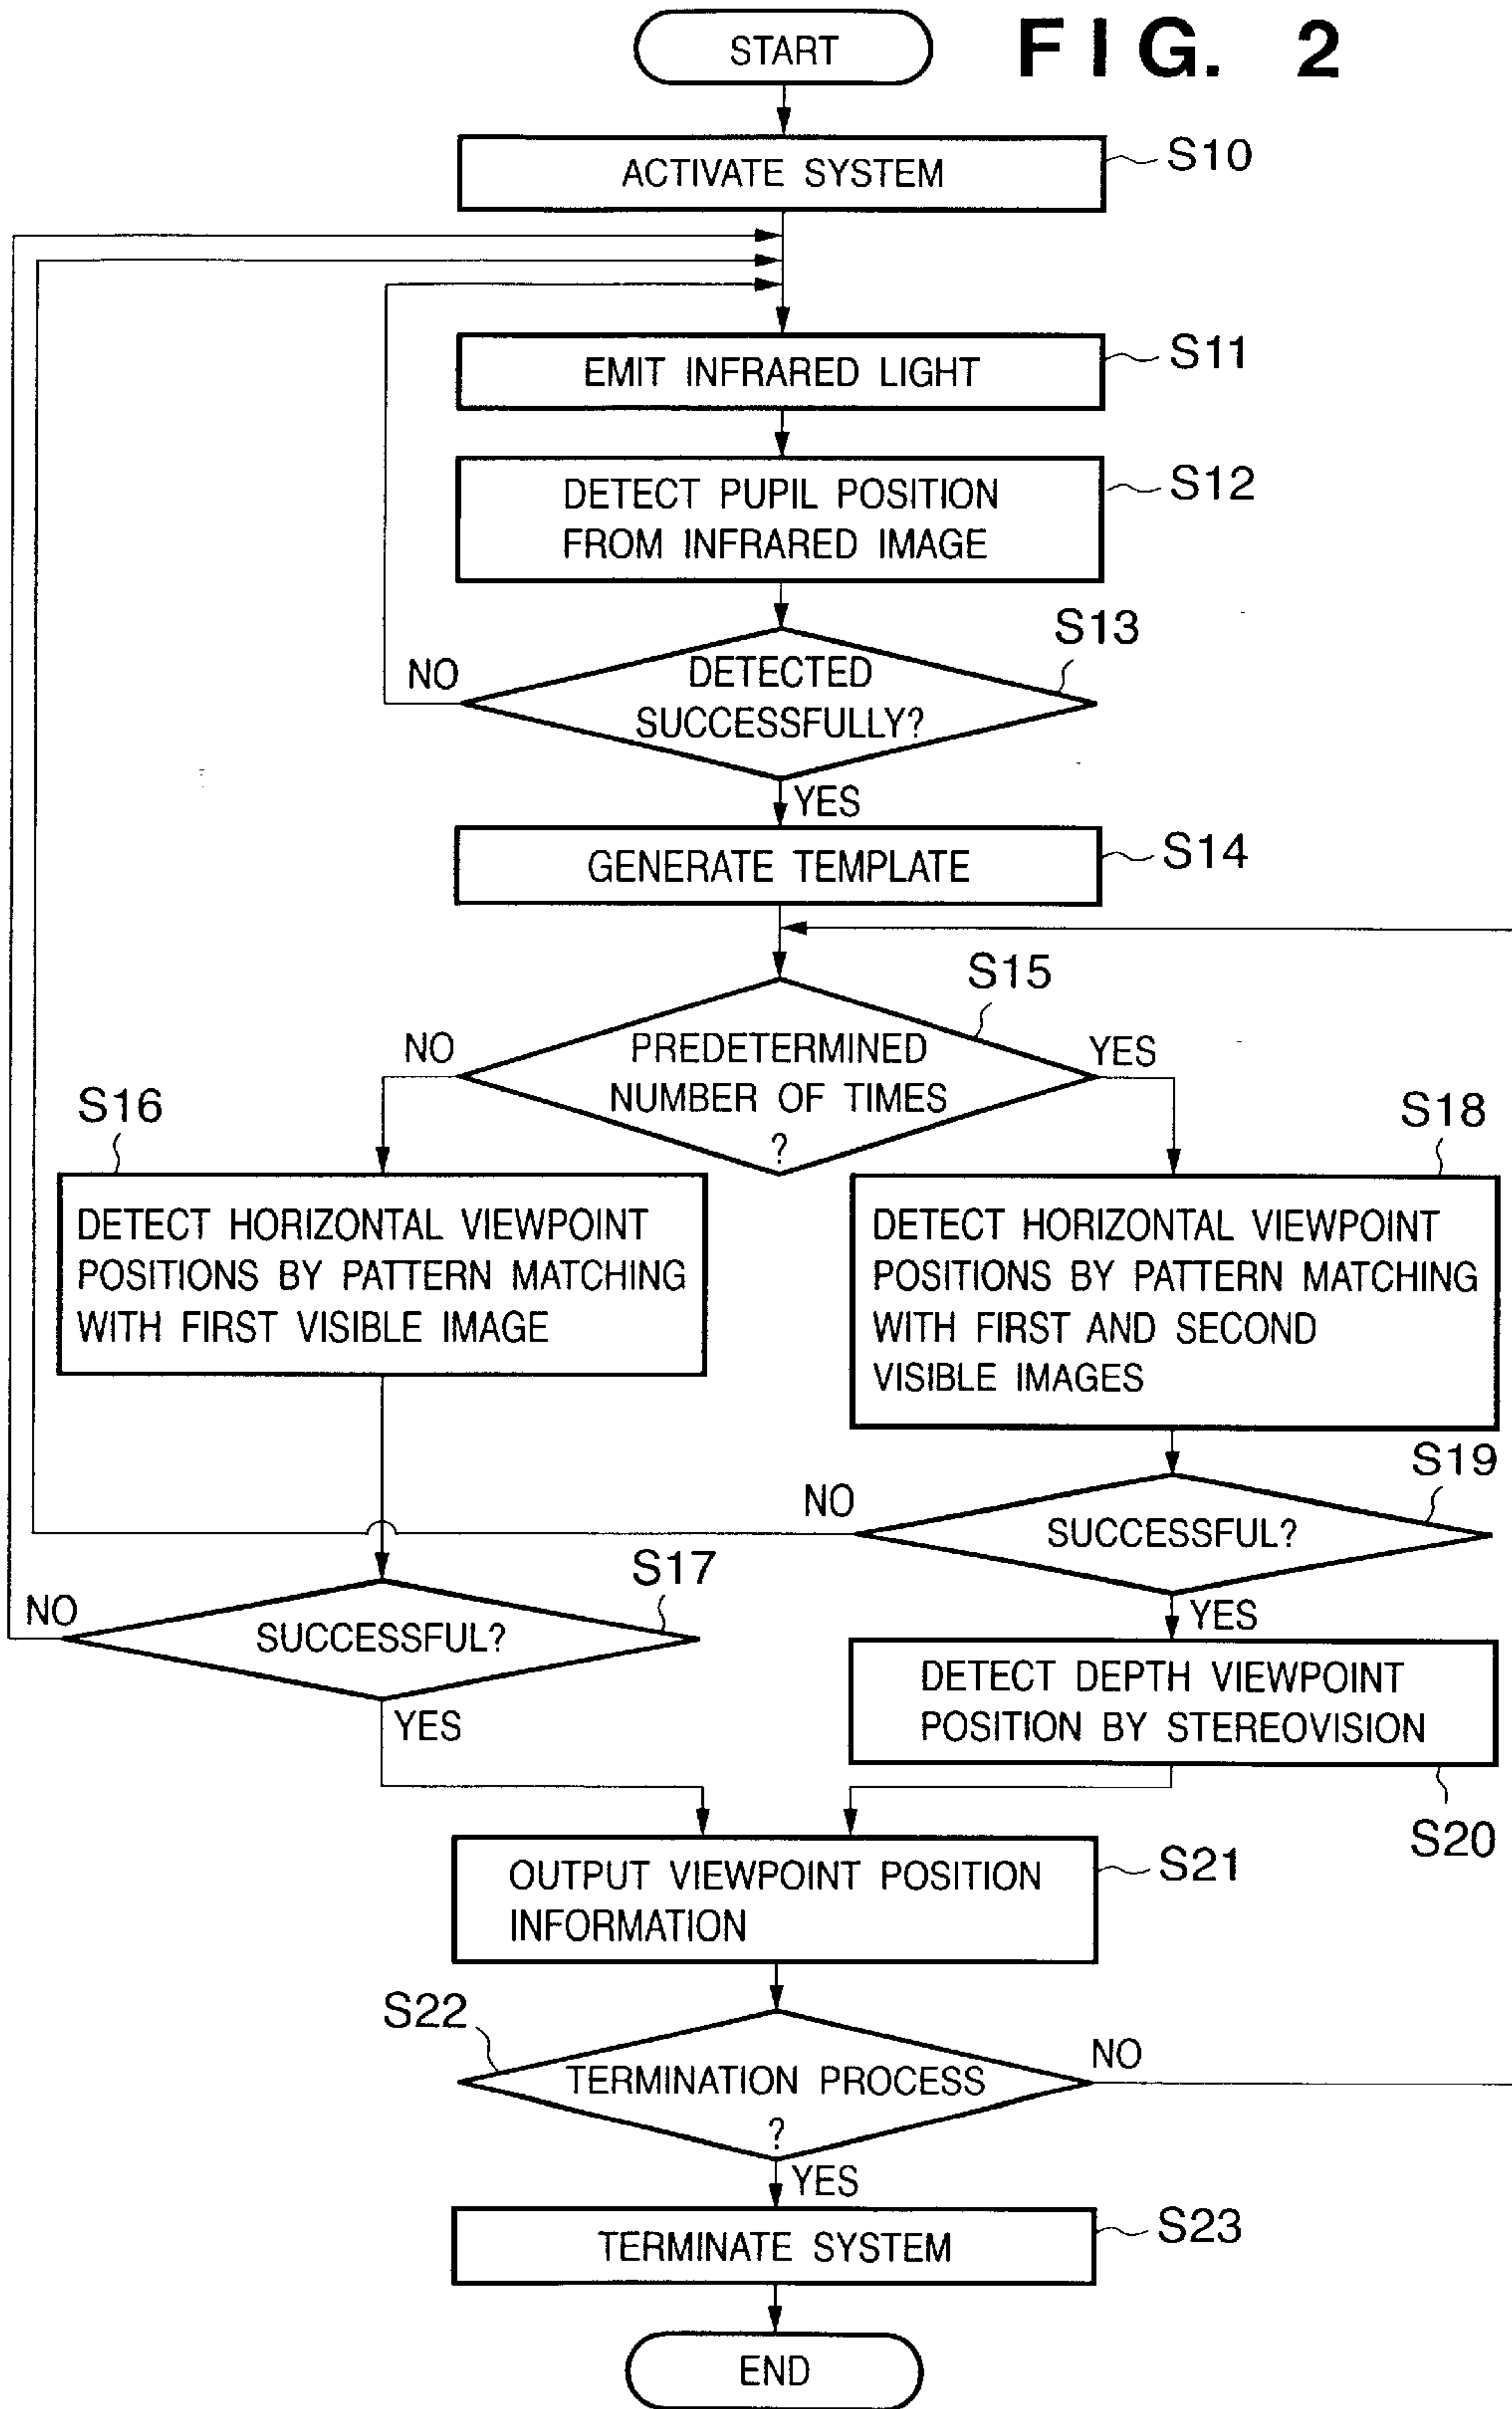 START
FIG. 2
ACTIVATE SYSTEM
S10
EMIT INFRARED LIGHT
S11
DETECT PUPIL POSITION
FROM INFRARED IMAGE
S12
S13
NO
DETECTED
SUCCESSFULLY?
YES
GENERATE TEMPLATE
S14
S15
NO
PREDETERMINED
NUMBER OF TIMES
?
YES
S16
S18
DETECT HORIZONTAL VIEWPOINT
POSITIONS BY PATTERN MATCHING
WITH FIRST VISIBLE IMAGE
DETECT HORIZONTAL VIEWPOINT
POSITIONS BY PATTERN MATCHING
WITH FIRST AND SECOND
VISIBLE IMAGES
S19
NO
SUCCESSFUL?
S17
NO
SUCCESSFUL?
YES
YES
DETECT DEPTH VIEWPOINT
POSITION BY STEREOVISION
S20
OUTPUT VIEWPOINT POSITION
INFORMATION
S21
S22
TERMINATION PROCESS
?
NO
YES
TERMINATE SYSTEM
S23
END